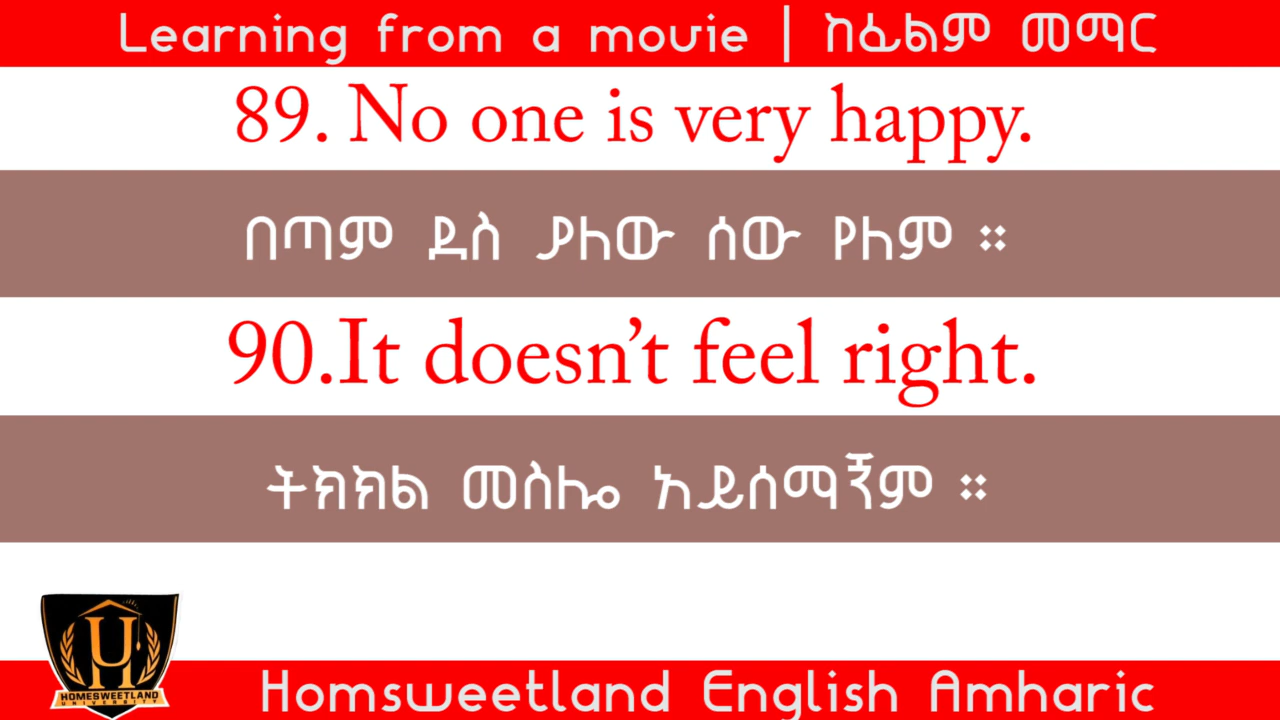 Learning from a movie | ከፊልም መማር
89. No one is very happy.
በጣም ደስ ያለው ሰው የለም ።
90.It doesn't feel right.
ትክክል መስሎ አይሰማኝም ።
HOMESWEETLAND
UNIVERSITY
Homsweetland English Amharic